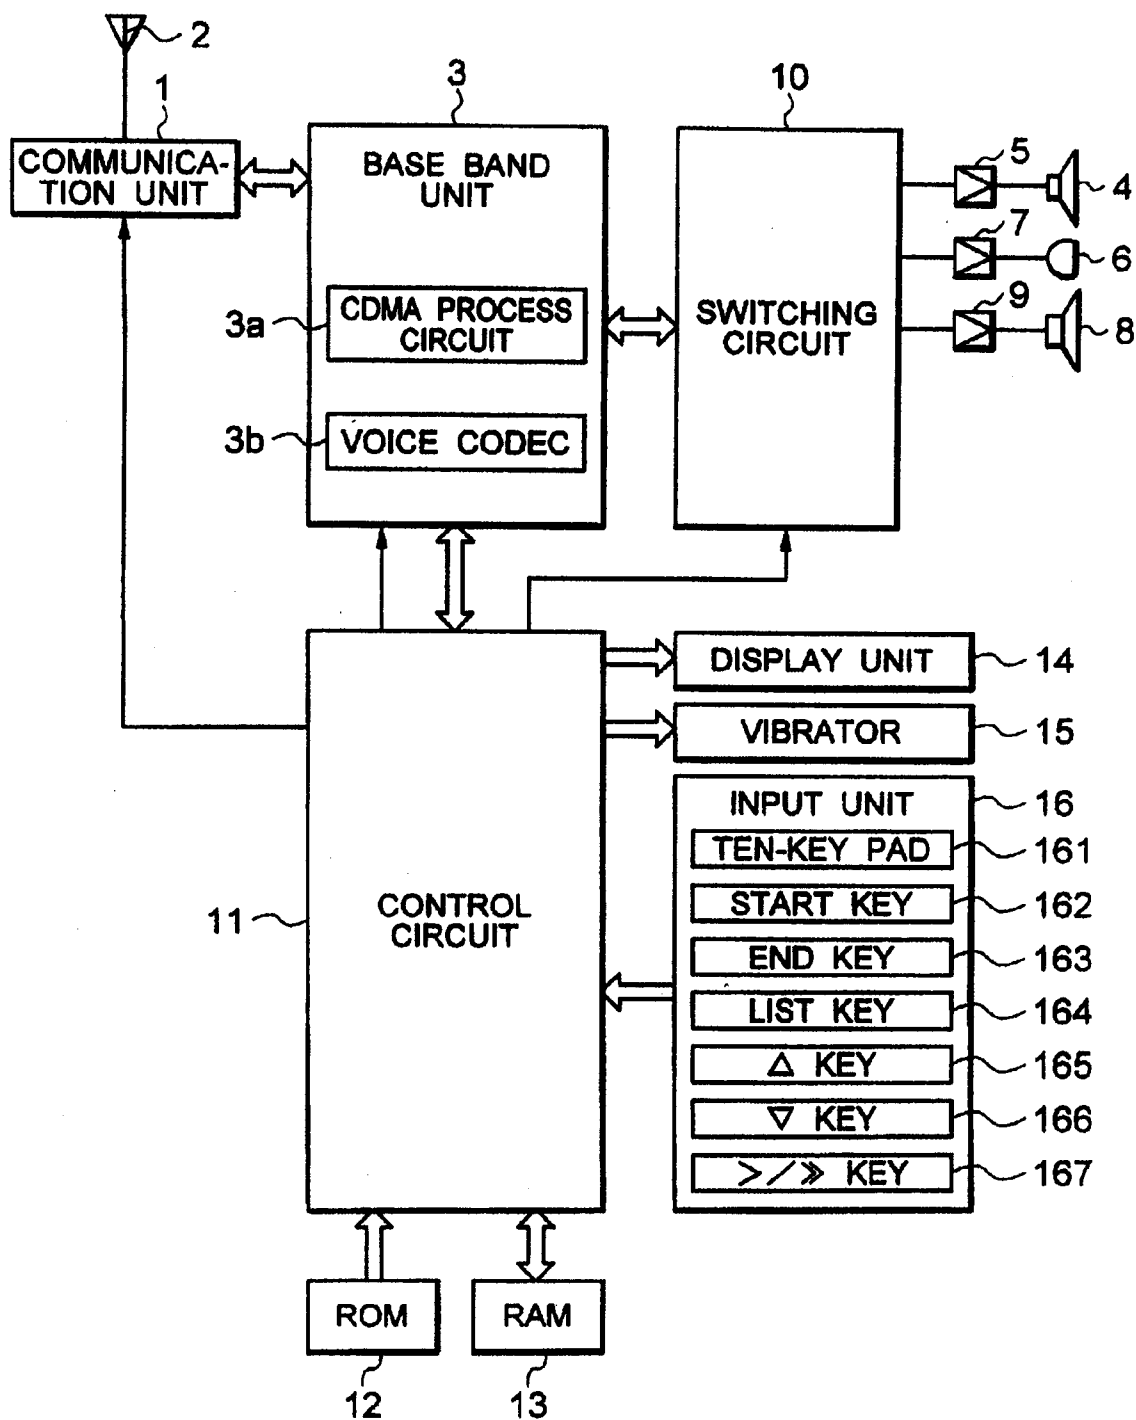 2
1
3
10
COMMUNICA-
TION UNIT
BASE BAND
UNIT
5
4
7
6
3a
CDMA PROCESS
CIRCUIT
SWITCHING
CIRCUIT
9
8
3b
VOICE CODEC
DISPLAY UNIT
14
VIBRATOR
15
INPUT UNIT
16
TEN-KEY PAD
161
11
CONTROL
CIRCUIT
START KEY
162
END KEY
163
LIST KEY
164
△ KEY
165
▽ KEY
166
>/≫ KEY
167
ROM
RAM
12
13